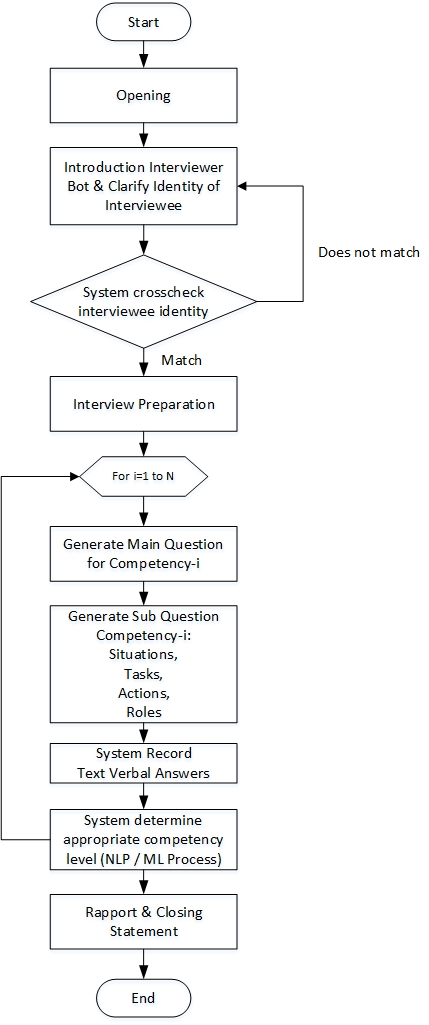 Start
Opening
Introduction Interviewer
Bot & Clarify Identity of
Interviewee
Does not match
System crosscheck
interviewee identity
Match
Interview Preparation
For i=1 to N
Generate Main Question
for Competency-i
Generate Sub Question
Competency-i:
Situations,
Tasks,
Actions,
Roles
System Record
Text Verbal Answers
System determine
appropriate competency
level (NLP / ML Process)
Rapport & Closing
Statement
End